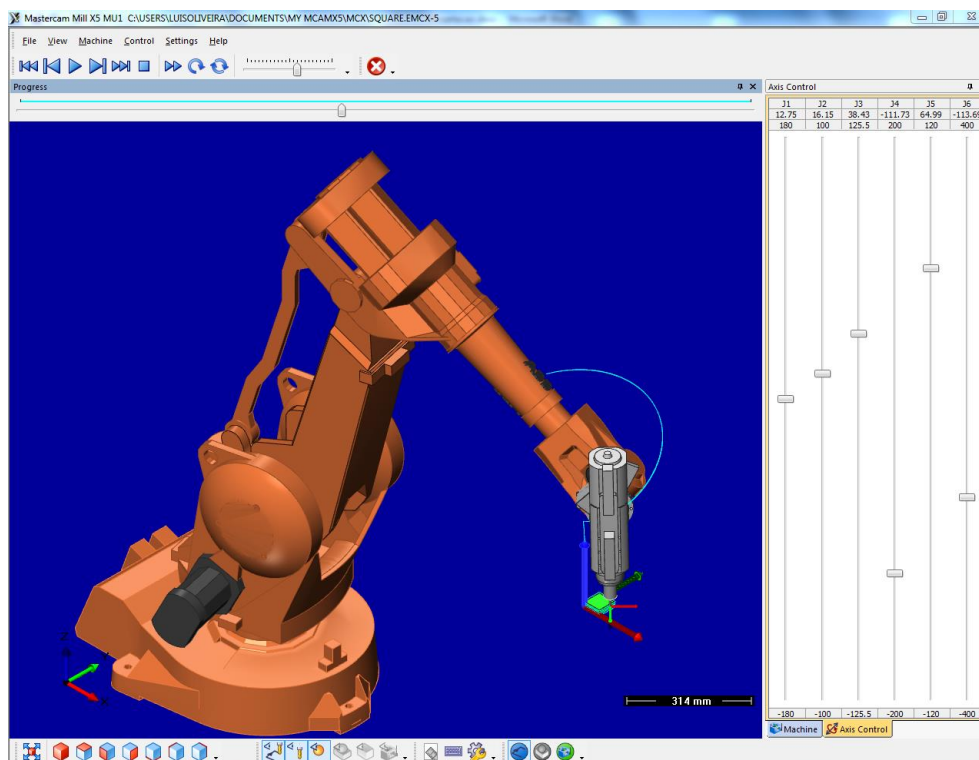 Mastercam Mill X5 MU1 C:\USERS\LUISOLIVEIRA\DOCUMENTS\MY MCAMX5\MCX\SQUARE.EMCX-5
File View Machine Control Settings Help
Progress
Axis Control
J1 J2 J3 J4 J5 J6
12.75 16.15 38.43 -111.73 64.99 -113.69
180 100 125.5 200 120 400
Z
Y
X
314 mm
-180 -100 -125.5 -200 -120 -400
Machine Axis Control